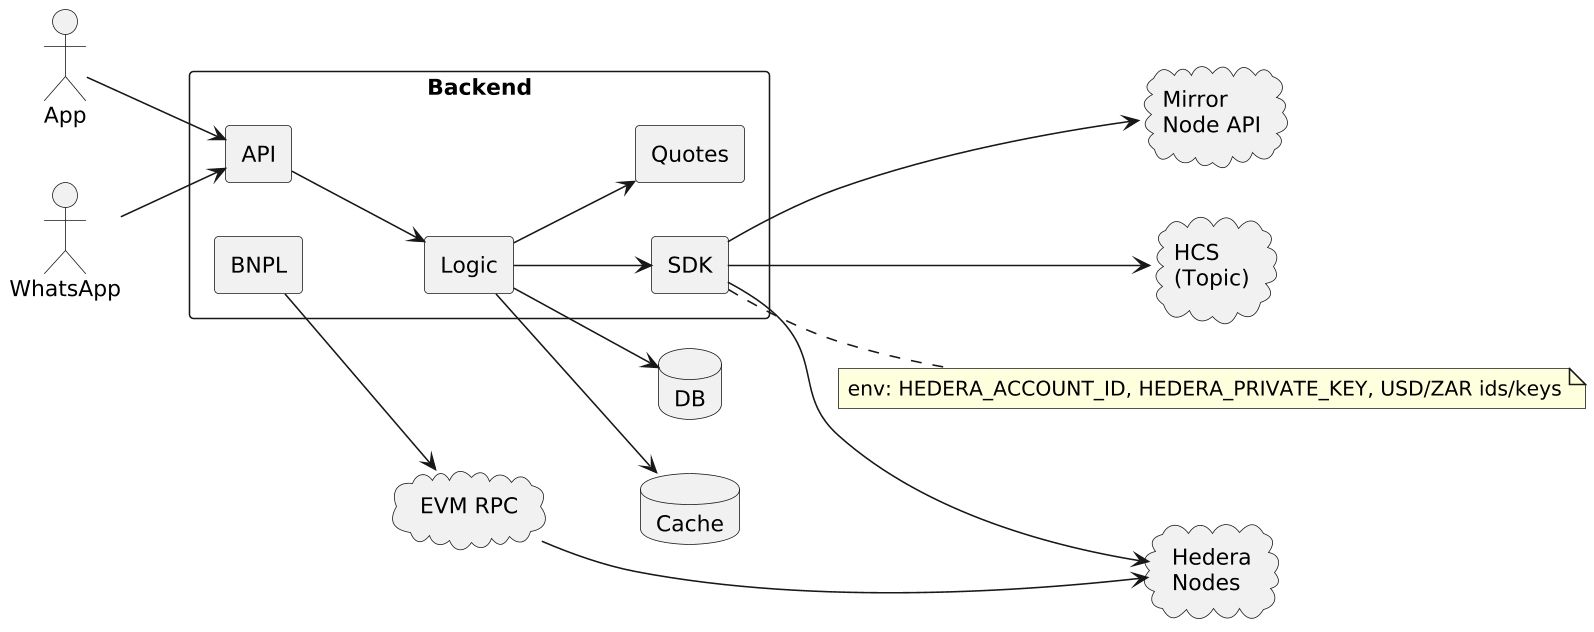 App
WhatsApp
Backend
API
BNPL
Logic
Quotes
SDK
DB
Cache
EVM RPC
Mirror
Node API
HCS
(Topic)
env: HEDERA_ACCOUNT_ID, HEDERA_PRIVATE_KEY, USD/ZAR ids/keys
Hedera
Nodes